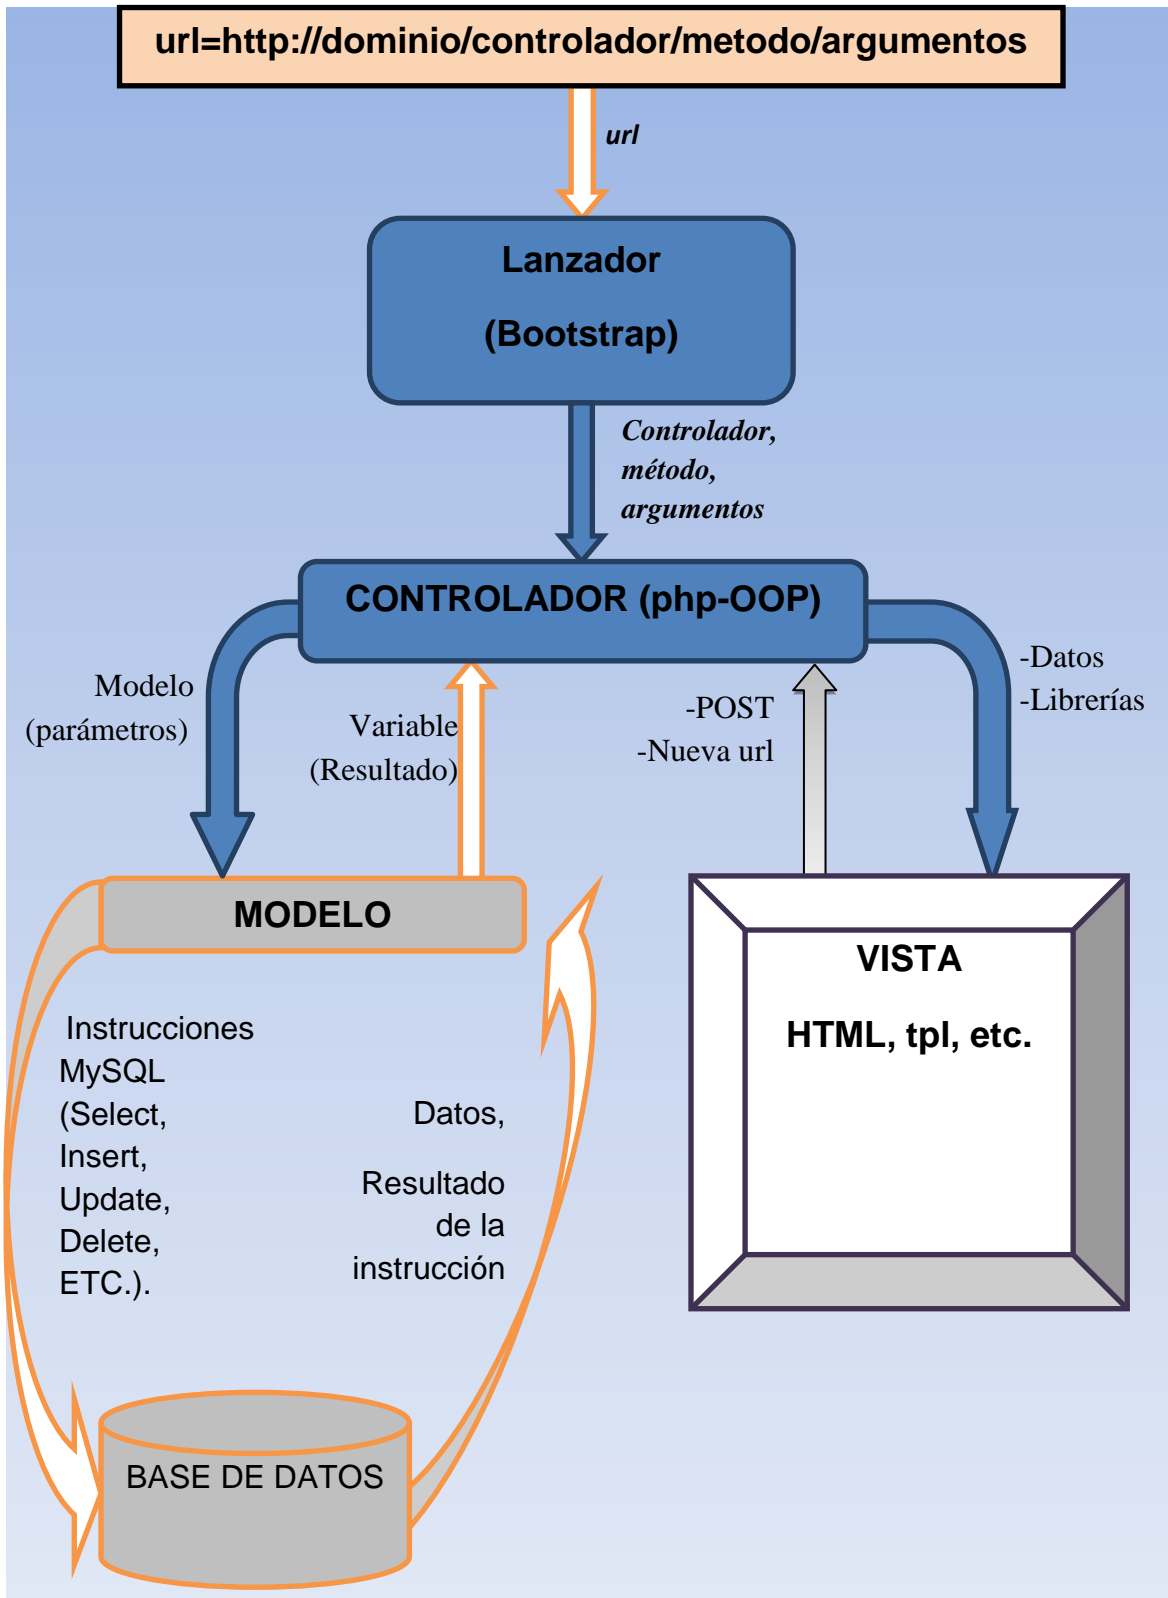 url=http://dominio/controlador/metodo/argumentos
url
Lanzador
(Bootstrap)
Controlador,
método,
argumentos
CONTROLADOR (php-OOP)
Modelo
(parámetros)
Variable
(Resultado)
-POST
-Nueva url
-Datos
-Librerías
MODELO
VISTA
HTML, tpl, etc.
Instrucciones
MySQL
(Select,
Insert,
Update,
Delete,
ETC.).
Datos,
Resultado
de la
instrucción
BASE DE DATOS